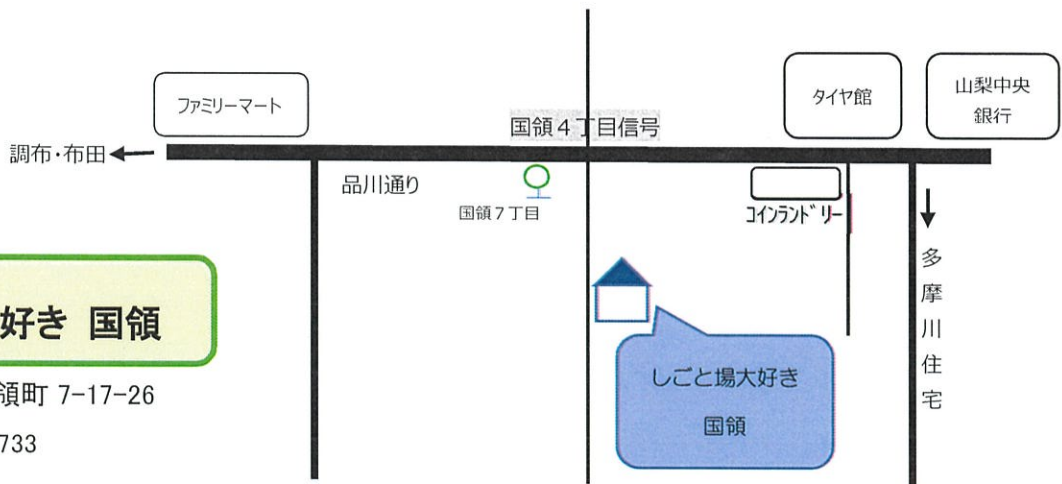 ファミリーマート
タイヤ館
山梨中央
銀行
国領4丁目信号
調布・布田
品川通り
国領7丁目
コインランドリー
多摩川住宅
好き 国領
領町 7-17-26
733
しごと場大好き
国領